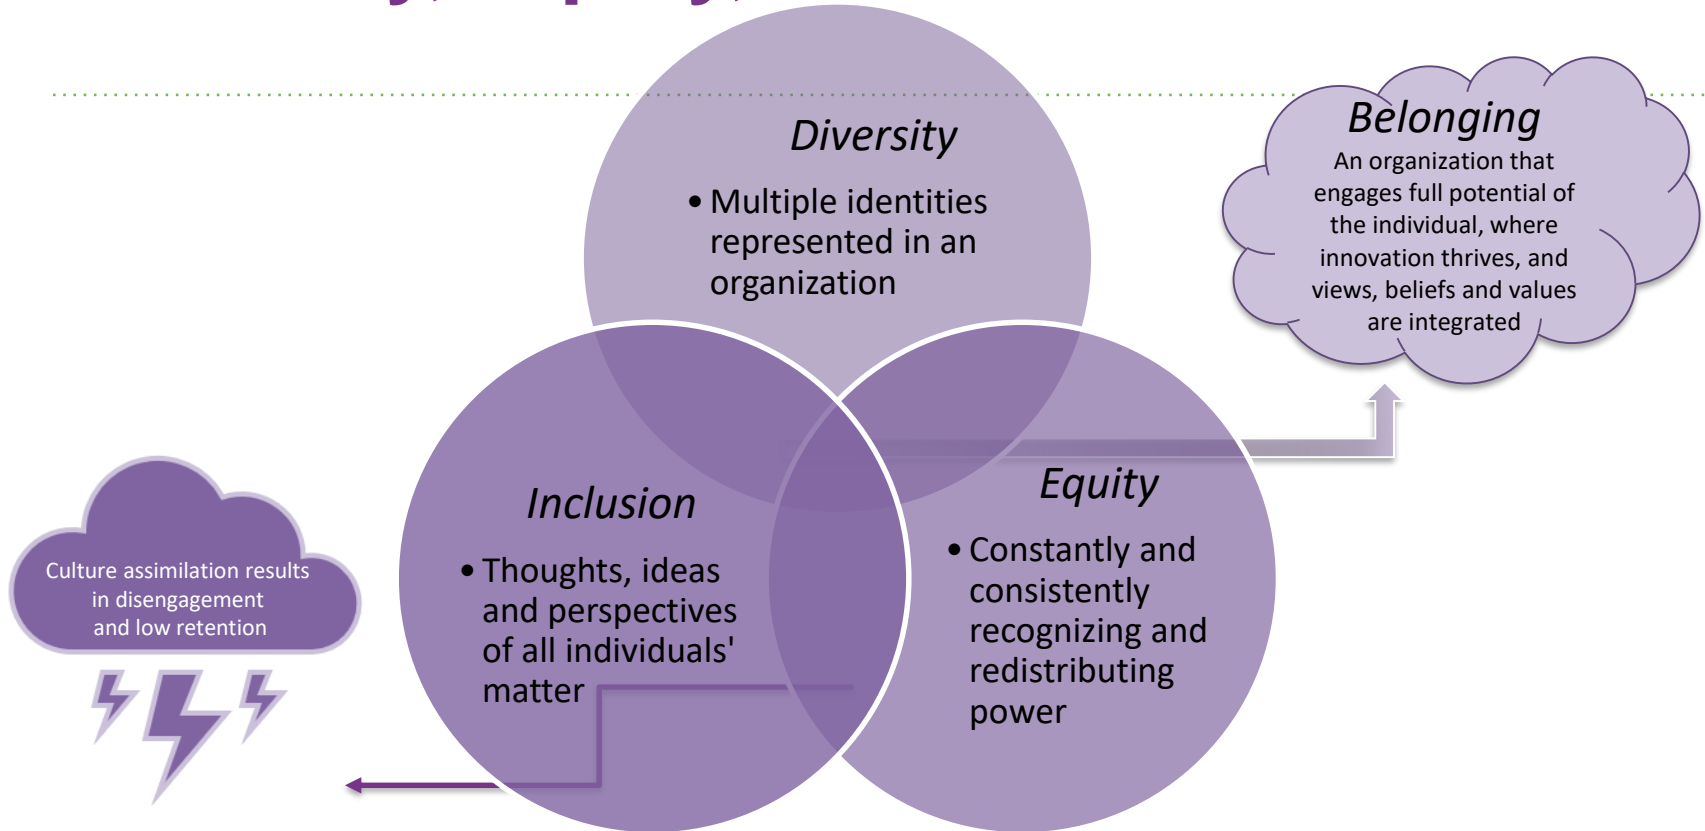 Diversity
• Multiple identities
represented in an
organization
Belonging
An organization that
engages full potential of
the individual, where
innovation thrives, and
views, beliefs and values
are integrated
Inclusion
• Thoughts, ideas
and perspectives
of all individuals'
matter
Equity
• Constantly and
consistently
recognizing and
redistributing
power
Culture assimilation results
in disengagement
and low retention